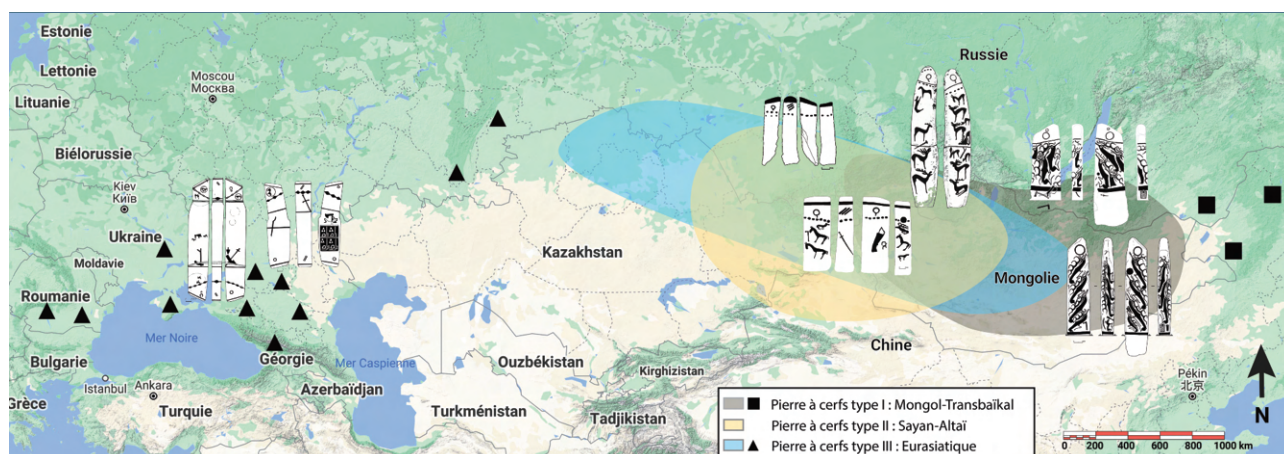 Estonie
Lettonie
Lituanie
Moscou
Москва
Russie
Biélorussie
Kiev
Київ
Ukraine
Moldavie
Kazakhstan
Mongolie
Roumanie
Mer Noire
Bulgarie
Géorgie
Mer Caspienne
Ouzbékistan
Chine
Kirghizistan
Istanbul
Ankara
Azerbaïdjan
Pékin
北京
Grèce
Turquie
Turkménistan
Tadjikistan
N
Pierre à cerfs type I : Mongol-Transbaïkal
Pierre à cerfs type II : Sayan-Altaï
Pierre à cerfs type III : Eurasiatique
0 200 400 600 800 1000 km